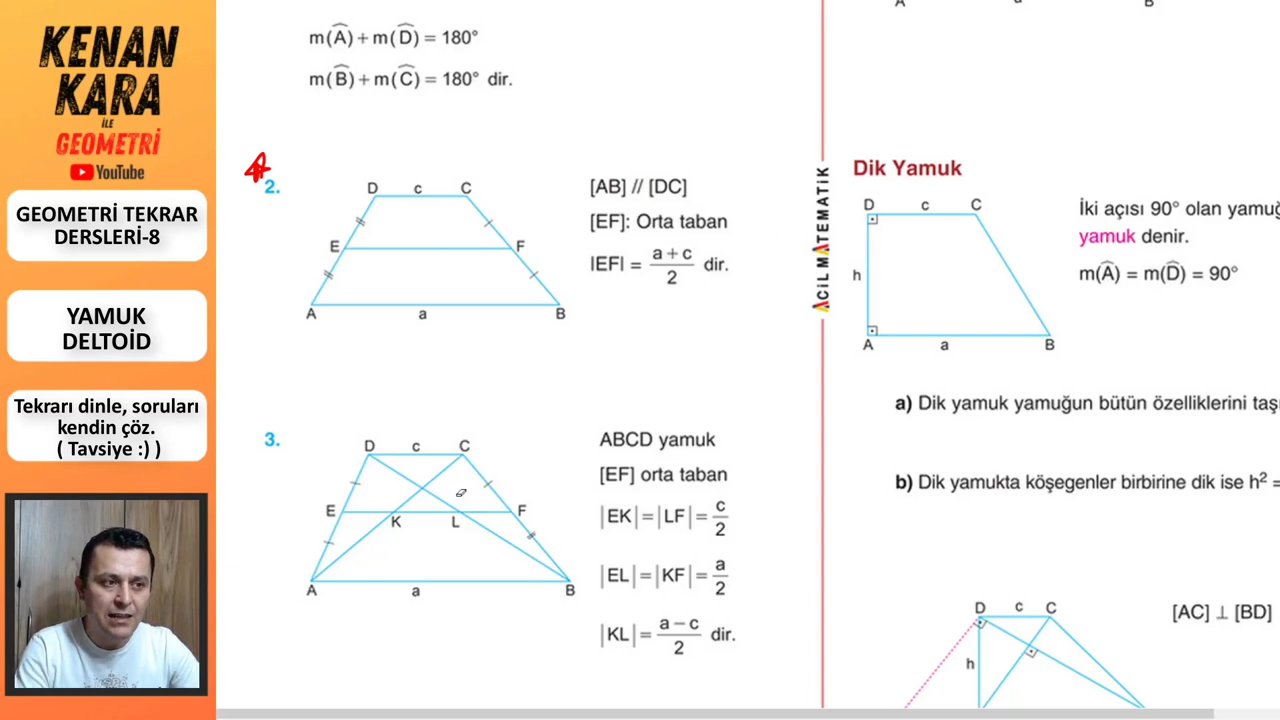 KENAN
KARA
İLE
GEOMETRİ
YouTube
GEOMETRİ TEKRAR
DERSLERİ-8
YAMUK
DELTOİD
Tekrarı dinle, soruları
kendin çöz.
( Tavsiye :) )
m(A) + m(D) = 180°
m(B) + m(C) = 180° dir.
2.
D c C
E F
A a B
[AB] // [DC]
[EF]: Orta taban
|EF| = (a + c)/2 dir.
3.
D c C
E K L F
A a B
ABCD yamuk
[EF] orta taban
|EK| = |LF| = c/2
|EL| = |KF| = a/2
|KL| = (a – c)/2 dir.
AÇILMATEMATİK
B
Dik Yamuk
D c C
h
A a B
İki açısı 90° olan yamuğ
yamuk denir.
m(A) = m(D) = 90°
a) Dik yamuk yamuğun bütün özelliklerini taşı
b) Dik yamukta köşegenler birbirine dik ise h² =
D c C
h
[AC] ⊥ [BD]